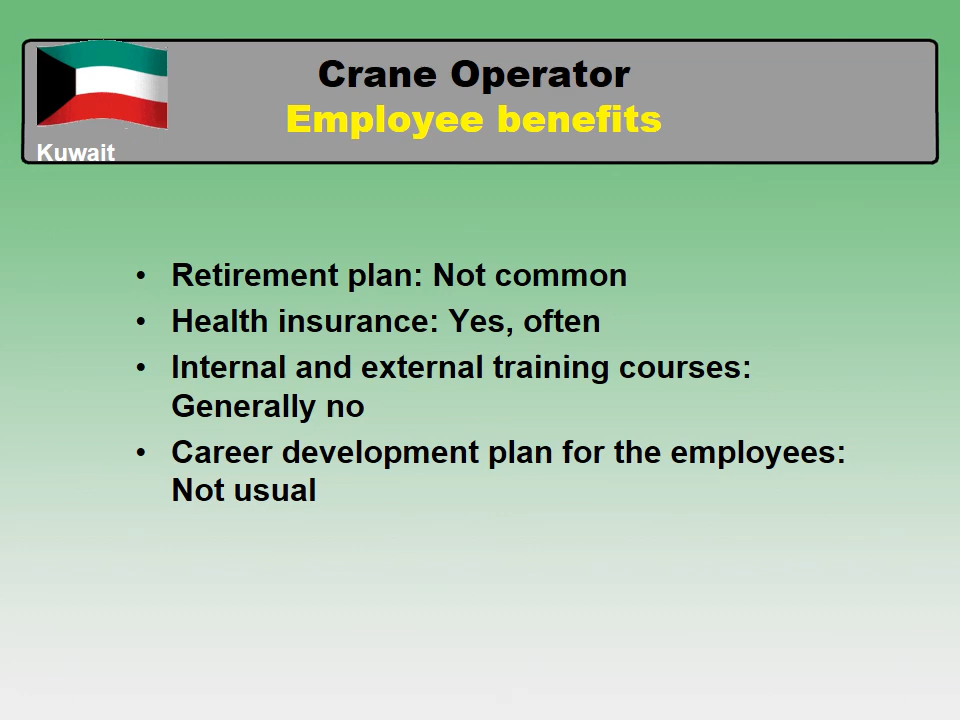 Crane Operator
Employee benefits
Kuwait
• Retirement plan: Not common
• Health insurance: Yes, often
• Internal and external training courses:
Generally no
• Career development plan for the employees:
Not usual